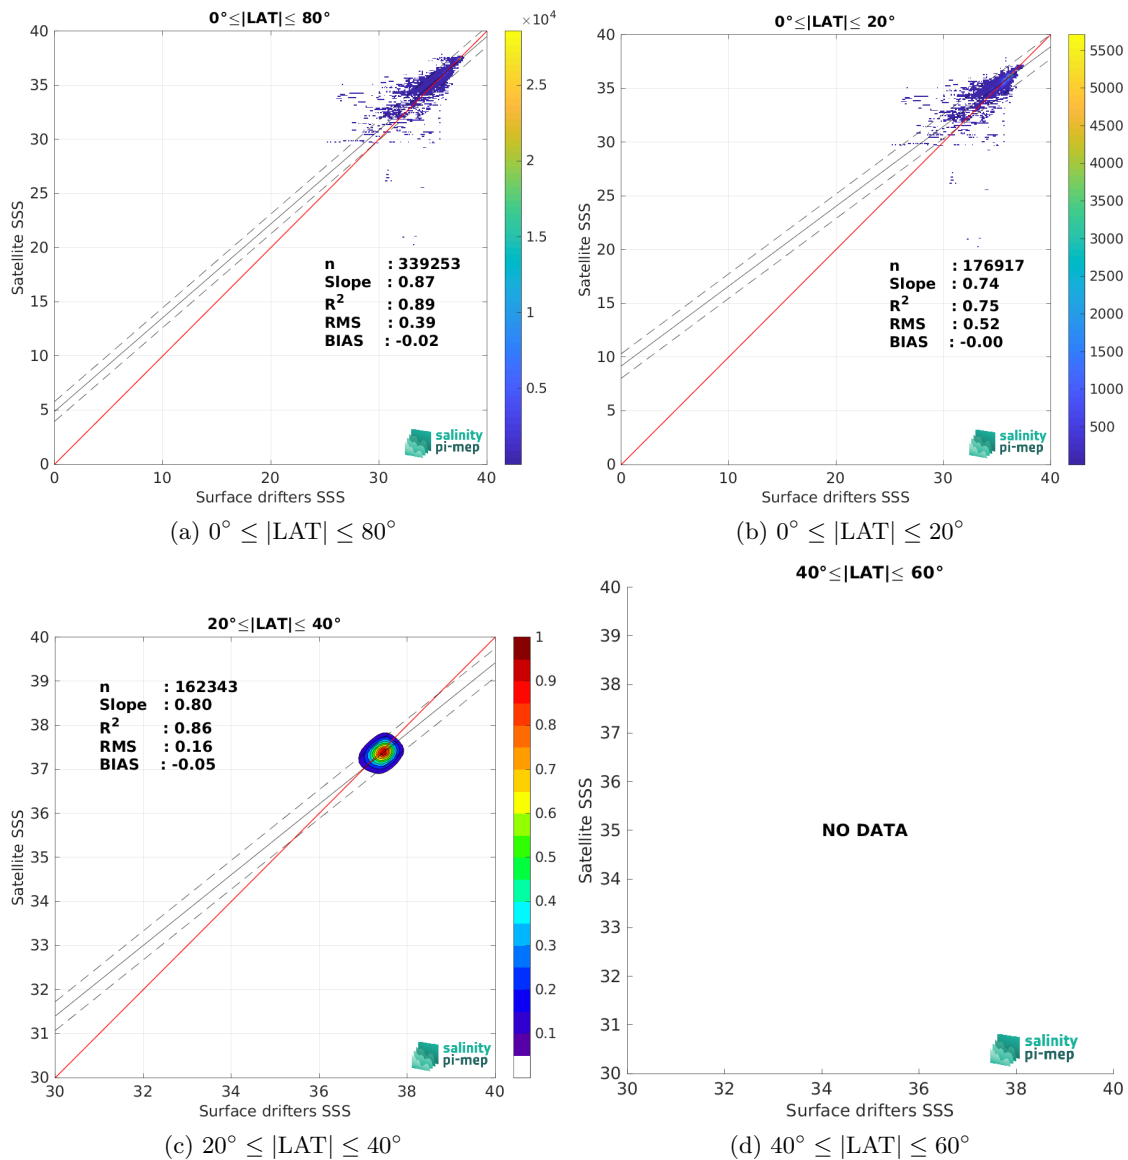 0°≤|LAT|≤ 80°
×10⁴
40
35
30
25
20
15
10
5
0
0
10
20
30
40
2.5
2
1.5
1
0.5
Satellite SSS
Surface drifters SSS
n : 339253
Slope : 0.87
R² : 0.89
RMS : 0.39
BIAS : -0.02
salinity
pi-mep
(a) 0° ≤ |LAT| ≤ 80°
0°≤|LAT|≤ 20°
40
35
30
25
20
15
10
5
0
0
10
20
30
40
5500
5000
4500
4000
3500
3000
2500
2000
1500
1000
500
Satellite SSS
Surface drifters SSS
n : 176917
Slope : 0.74
R² : 0.75
RMS : 0.52
BIAS : -0.00
salinity
pi-mep
(b) 0° ≤ |LAT| ≤ 20°
20°≤|LAT|≤ 40°
40
39
38
37
36
35
34
33
32
31
30
30
32
34
36
38
40
1
0.9
0.8
0.7
0.6
0.5
0.4
0.3
0.2
0.1
Satellite SSS
Surface drifters SSS
n : 162343
Slope : 0.80
R² : 0.86
RMS : 0.16
BIAS : -0.05
salinity
pi-mep
(c) 20° ≤ |LAT| ≤ 40°
40°≤|LAT|≤ 60°
40
39
38
37
36
35
34
33
32
31
30
30
32
34
36
38
40
Satellite SSS
Surface drifters SSS
NO DATA
salinity
pi-mep
(d) 40° ≤ |LAT| ≤ 60°